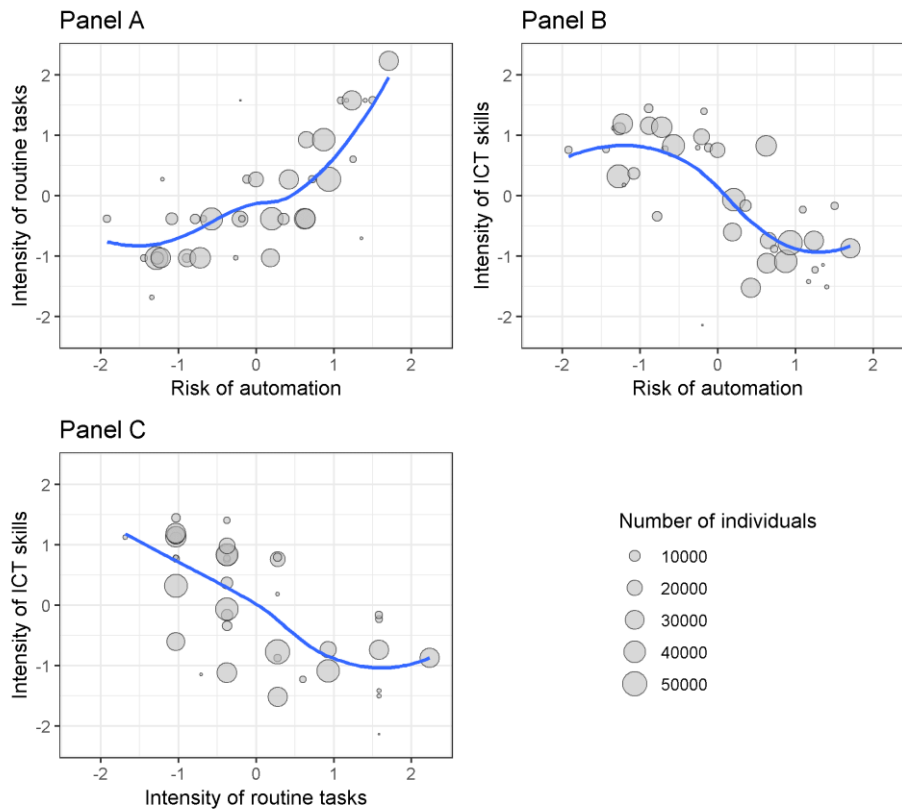 Panel A
Intensity of routine tasks
2
1
0
-1
-2
-2 -1 0 1 2
Risk of automation
Panel B
Intensity of ICT skills
2
1
0
-1
-2
-2 -1 0 1 2
Risk of automation
Panel C
Intensity of ICT skills
2
1
0
-1
-2
-2 -1 0 1 2
Intensity of routine tasks
Number of individuals
10000
20000
30000
40000
50000